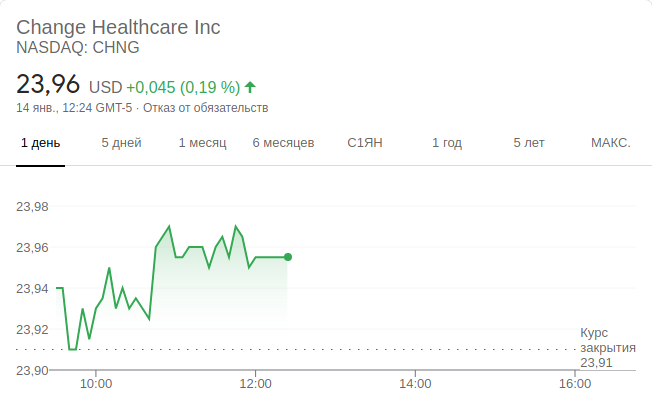 Change Healthcare Inc
NASDAQ: CHNG
23,96 USD +0,045 (0,19 %)
14 янв., 12:24 GMT-5 · Отказ от обязательств
1 день 5 дней 1 месяц 6 месяцев С1ЯН 1 год 5 лет МАКС.
23,98
23,96
23,94
23,92
23,90
Курс
закрытия
23,91
10:00 12:00 14:00 16:00